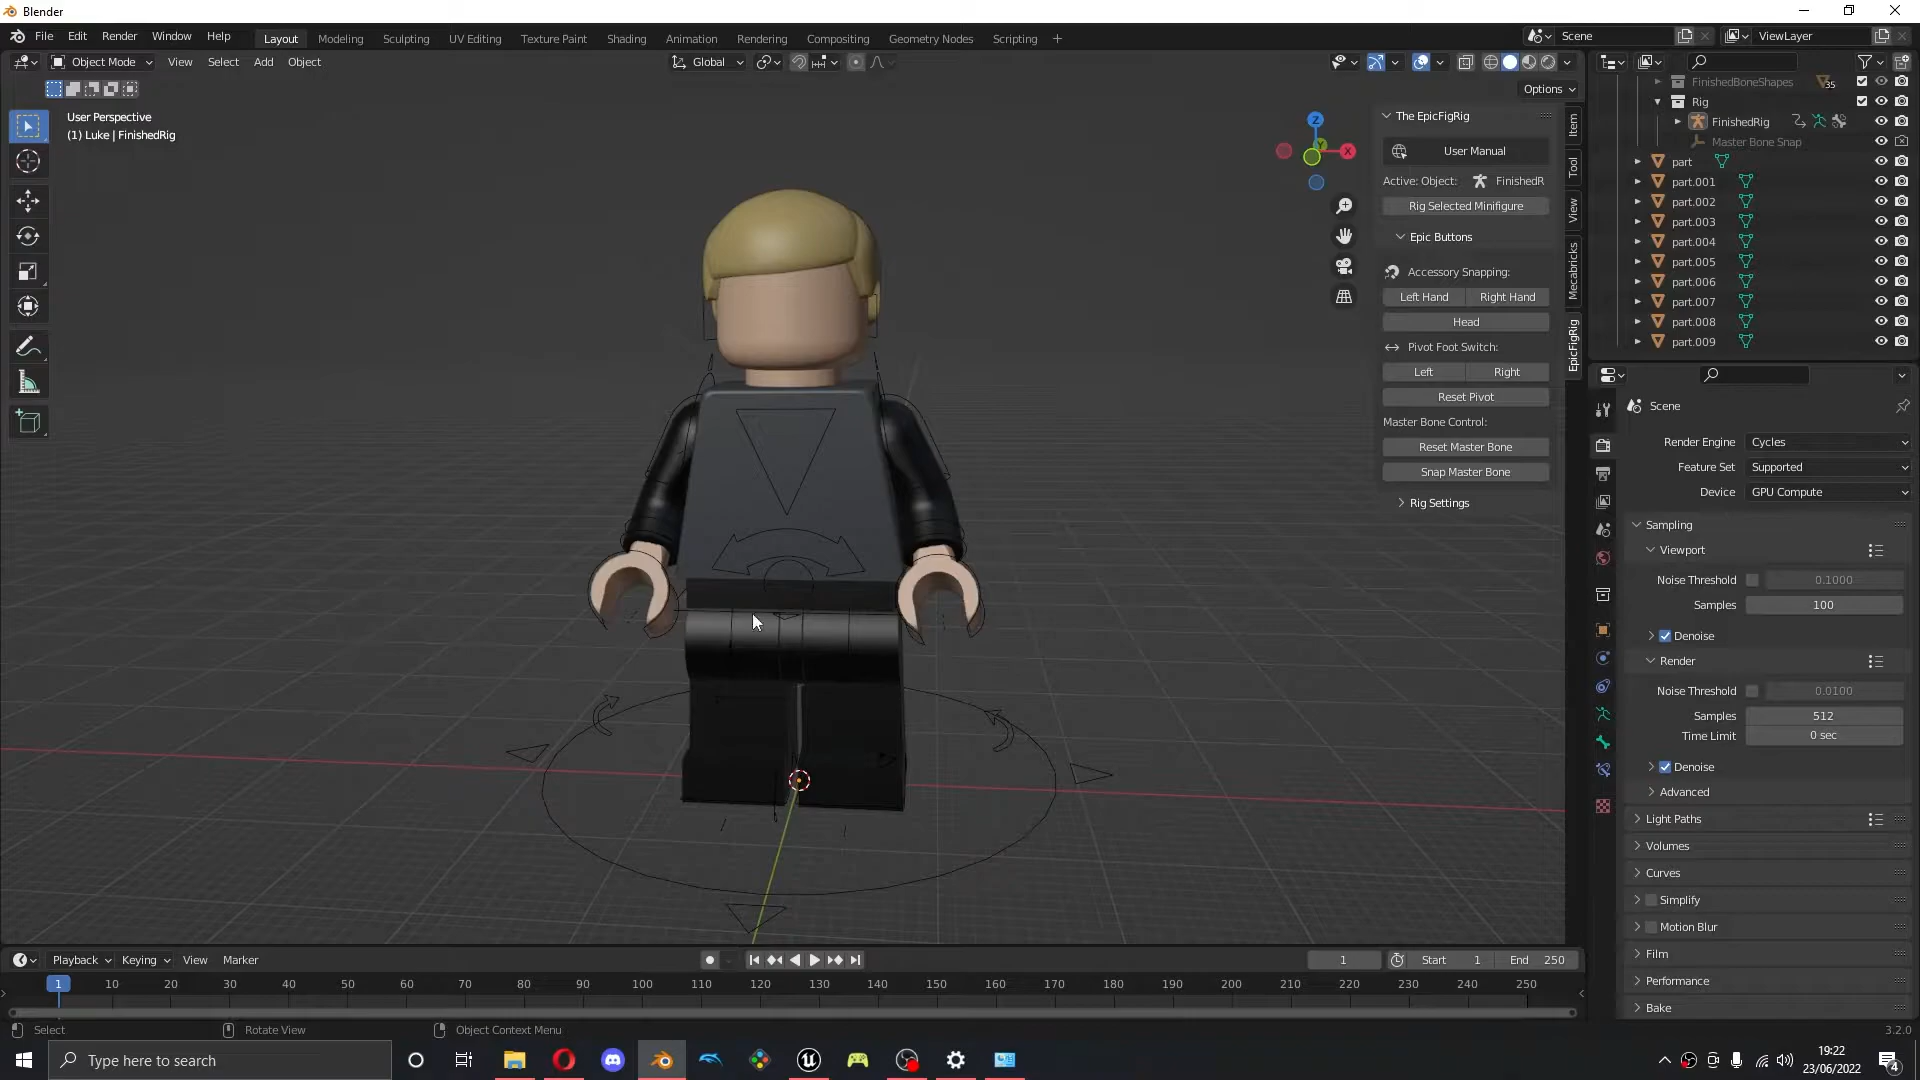 Blender
File Edit Render Window Help
Layout Modeling Sculpting UV Editing Texture Paint Shading Animation Rendering Compositing Geometry Nodes Scripting +
Scene
ViewLayer
Object Mode View Select Add Object
Global
Options
User Perspective
(1) Luke | FinishedRig
Z
X
Y
The EpicFigRig
User Manual
Active: Object: FinishedR
Rig Selected Minifigure
Epic Buttons
Accessory Snapping:
Left Hand Right Hand
Head
Pivot Foot Switch:
Left Right
Reset Pivot
Master Bone Control:
Reset Master Bone
Snap Master Bone
Rig Settings
Item
Tool
View
Mecabricks
EpicFigRig
FinishedBoneShapes 35
Rig
FinishedRig
Master Bone Snap
part
part.001
part.002
part.003
part.004
part.005
part.006
part.007
part.008
part.009
Scene
Render Engine Cycles
Feature Set Supported
Device GPU Compute
Sampling
Viewport
Noise Threshold 0.1000
Samples 100
Denoise
Render
Noise Threshold 0.0100
Samples 512
Time Limit 0 sec
Denoise
Advanced
Light Paths
Volumes
Curves
Simplify
Motion Blur
Film
Performance
Bake
Playback Keying View Marker
1 Start 1 End 250
1 10 20 30 40 50 60 70 80 90 100 110 120 130 140 150 160 170 180 190 200 210 220 230 240 250
Select Rotate View Object Context Menu
3.2.0
Type here to search
19:22
23/06/2022
4